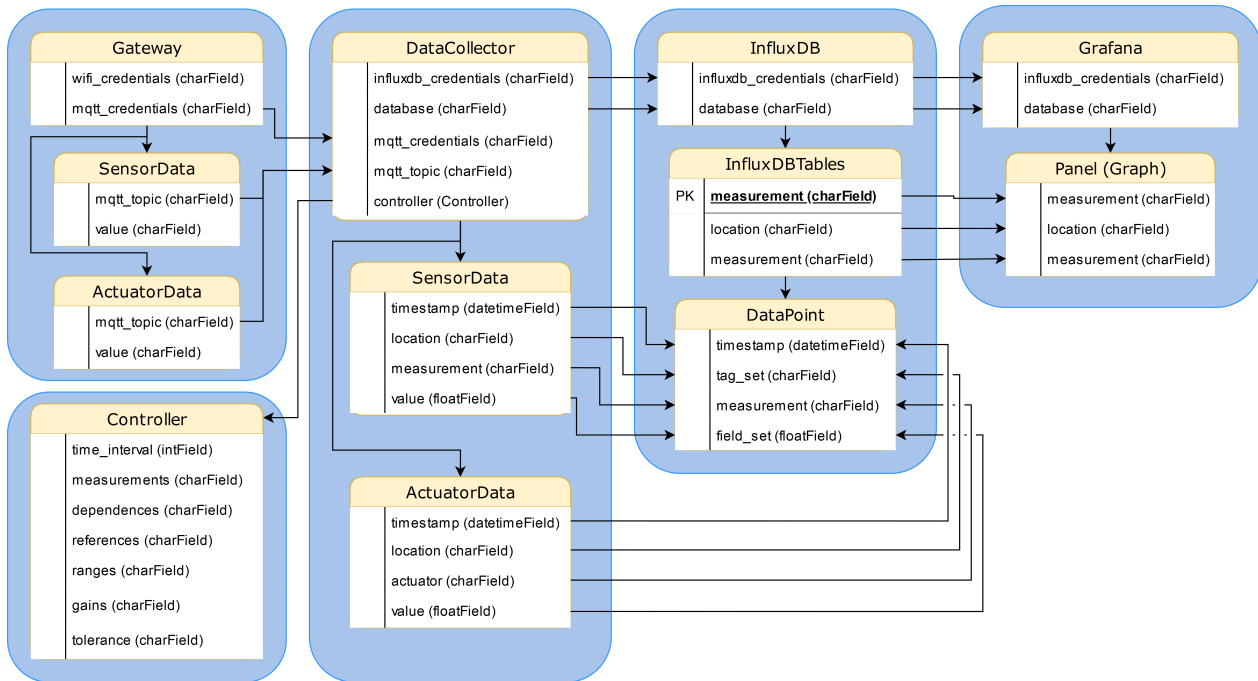 Gateway
wifi_credentials (charField)
mqtt_credentials (charField)
SensorData
mqtt_topic (charField)
value (charField)
ActuatorData
mqtt_topic (charField)
value (charField)
Controller
time_interval (intField)
measurements (charField)
dependences (charField)
references (charField)
ranges (charField)
gains (charField)
tolerance (charField)
DataCollector
influxdb_credentials (charField)
database (charField)
mqtt_credentials (charField)
mqtt_topic (charField)
controller (Controller)
SensorData
timestamp (datetimeField)
location (charField)
measurement (charField)
value (floatField)
ActuatorData
timestamp (datetimeField)
location (charField)
actuator (charField)
value (floatField)
InfluxDB
influxdb_credentials (charField)
database (charField)
InfluxDBTables
PK measurement (charField)
location (charField)
measurement (charField)
DataPoint
timestamp (datetimeField)
tag_set (charField)
measurement (charField)
field_set (floatField)
Grafana
influxdb_credentials (charField)
database (charField)
Panel (Graph)
measurement (charField)
location (charField)
measurement (charField)